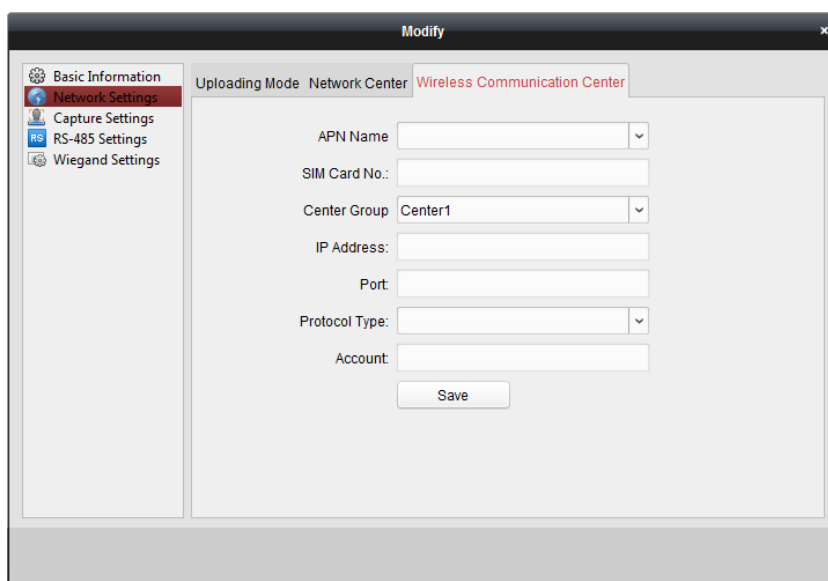 Modify
×
Basic Information
Network Settings
Capture Settings
RS RS-485 Settings
Wiegand Settings
Uploading Mode Network Center Wireless Communication Center
APN Name
SIM Card No.:
Center Group Center1
IP Address:
Port:
Protocol Type:
Account:
Save